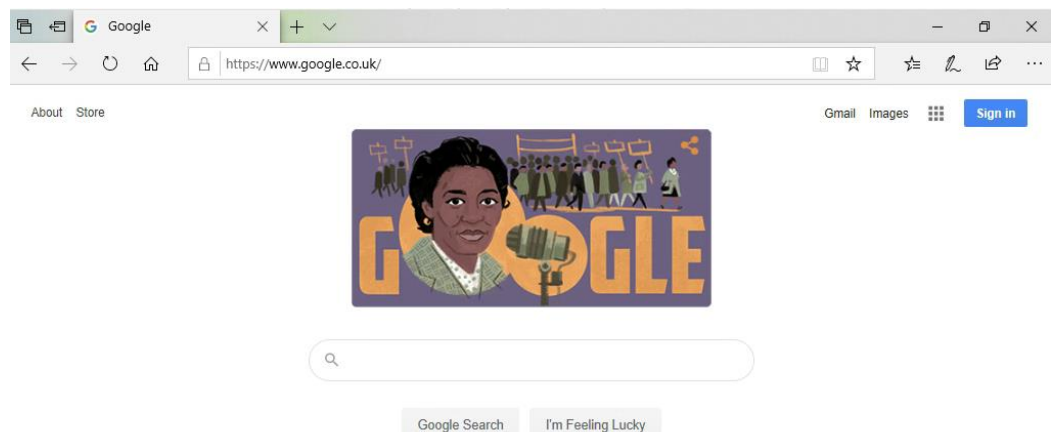 Google
https://www.google.co.uk/
About Store
Gmail Images
Sign in
GOOGLE
Google Search
I'm Feeling Lucky